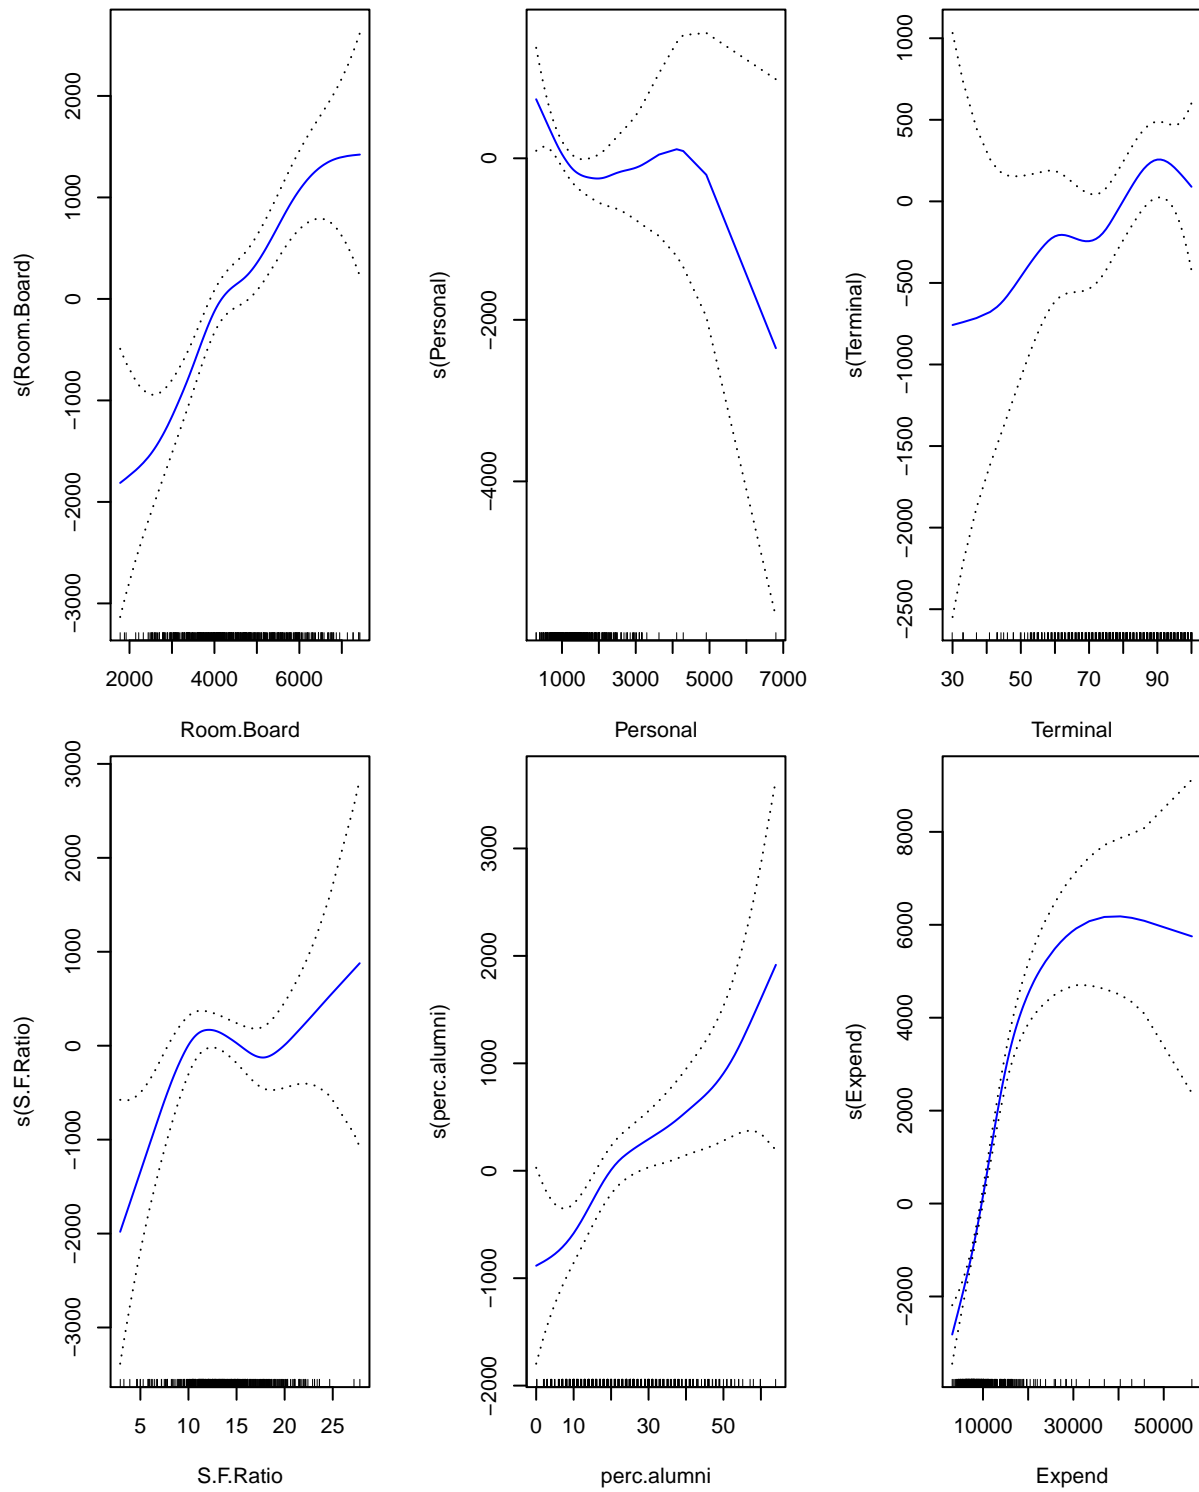 s(Room.Board)
2000
1000
0
−1000
−2000
−3000
2000 4000 6000
Room.Board
s(Personal)
0
−2000
−4000
1000 3000 5000 7000
Personal
s(Terminal)
1000
500
0
−500
−1000
−1500
−2000
−2500
30 50 70 90
Terminal
s(S.F.Ratio)
3000
2000
1000
0
−1000
−2000
−3000
5 10 15 20 25
S.F.Ratio
s(perc.alumni)
3000
2000
1000
0
−1000
−2000
0 10 30 50
perc.alumni
s(Expend)
8000
6000
4000
2000
0
−2000
10000 30000 50000
Expend